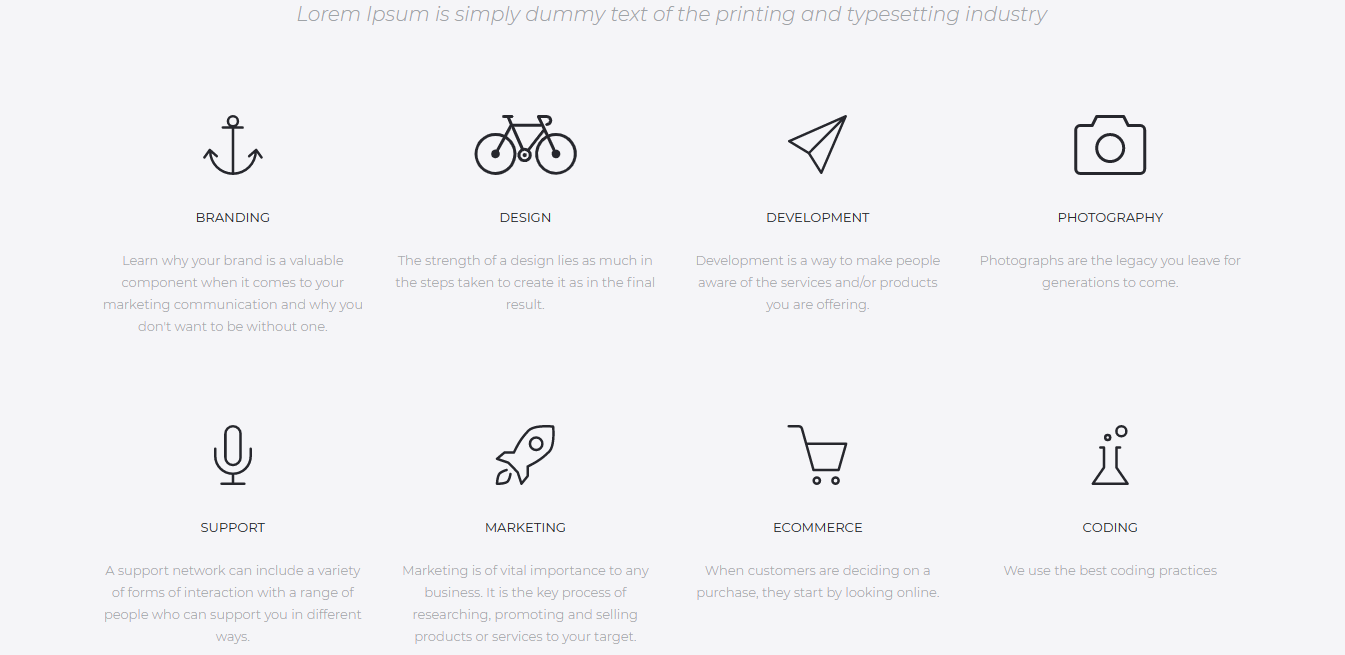 Lorem Ipsum is simply dummy text of the printing and typesetting industry
BRANDING
Learn why your brand is a valuable
component when it comes to your
marketing communication and why you
don't want to be without one.
DESIGN
The strength of a design lies as much in
the steps taken to create it as in the final
result.
DEVELOPMENT
Development is a way to make people
aware of the services and/or products
you are offering.
PHOTOGRAPHY
Photographs are the legacy you leave for
generations to come.
SUPPORT
A support network can include a variety
of forms of interaction with a range of
people who can support you in different
ways.
MARKETING
Marketing is of vital importance to any
business. It is the key process of
researching, promoting and selling
products or services to your target.
ECOMMERCE
When customers are deciding on a
purchase, they start by looking online.
CODING
We use the best coding practices